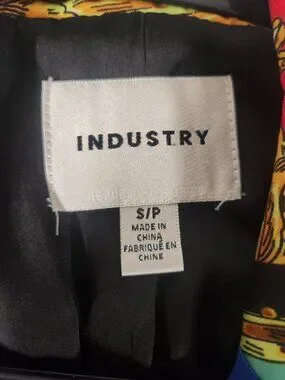 INDUSTRY
S/P
MADE IN
CHINA
FABRIQUÉ EN
CHINE